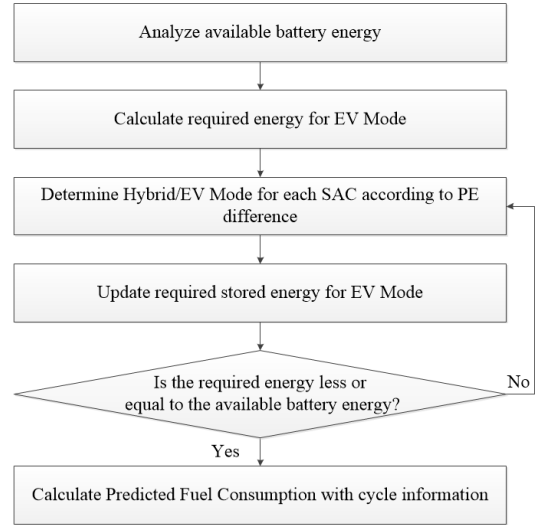 Analyze available battery energy
Calculate required energy for EV Mode
Determine Hybrid/EV Mode for each SAC according to PE
difference
Update required stored energy for EV Mode
Is the required energy less or
equal to the available battery energy?
No
Yes
Calculate Predicted Fuel Consumption with cycle information